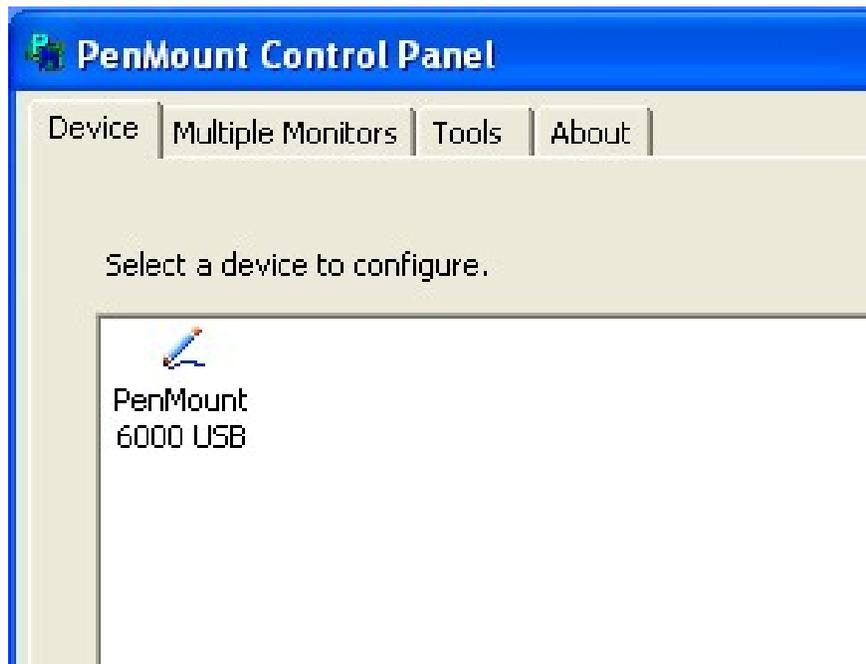 PenMount Control Panel
Device
Multiple Monitors
Tools
About
Select a device to configure.
PenMount
6000 USB